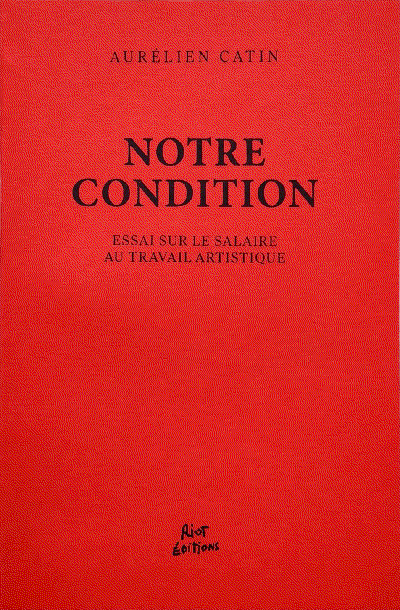 AURÉLIEN CATIN
NOTRE
CONDITION
ESSAI SUR LE SALAIRE
AU TRAVAIL ARTISTIQUE
RiOT
ÉDITIONS